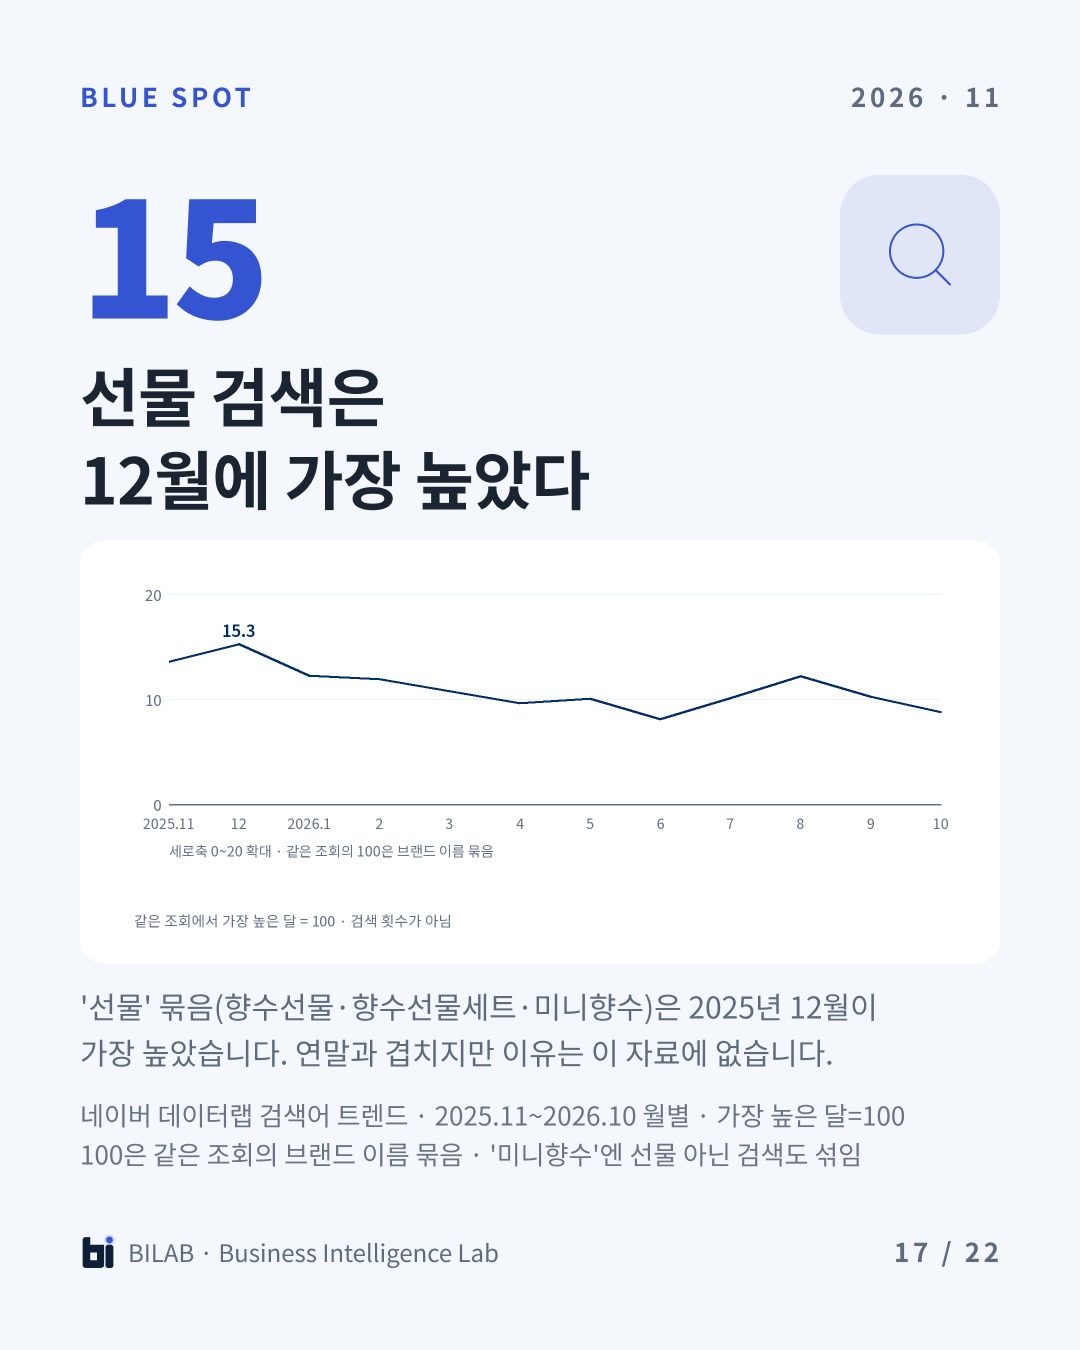 BLUE SPOT
2026 · 11
15
선물 검색은
12월에 가장 높았다
20
15.3
10
0
2025.11 12 2026.1 2 3 4 5 6 7 8 9 10
세로축 0~20 확대 · 같은 조회의 100은 브랜드 이름 묶음
같은 조회에서 가장 높은 달 = 100 · 검색 횟수가 아님
'선물' 묶음(향수선물·향수선물세트·미니향수)은 2025년 12월이
가장 높았습니다. 연말과 겹치지만 이유는 이 자료에 없습니다.
네이버 데이터랩 검색어 트렌드 · 2025.11~2026.10 월별 · 가장 높은 달=100
100은 같은 조회의 브랜드 이름 묶음 · '미니향수'엔 선물 아닌 검색도 섞임
bi BILAB · Business Intelligence Lab
17 / 22